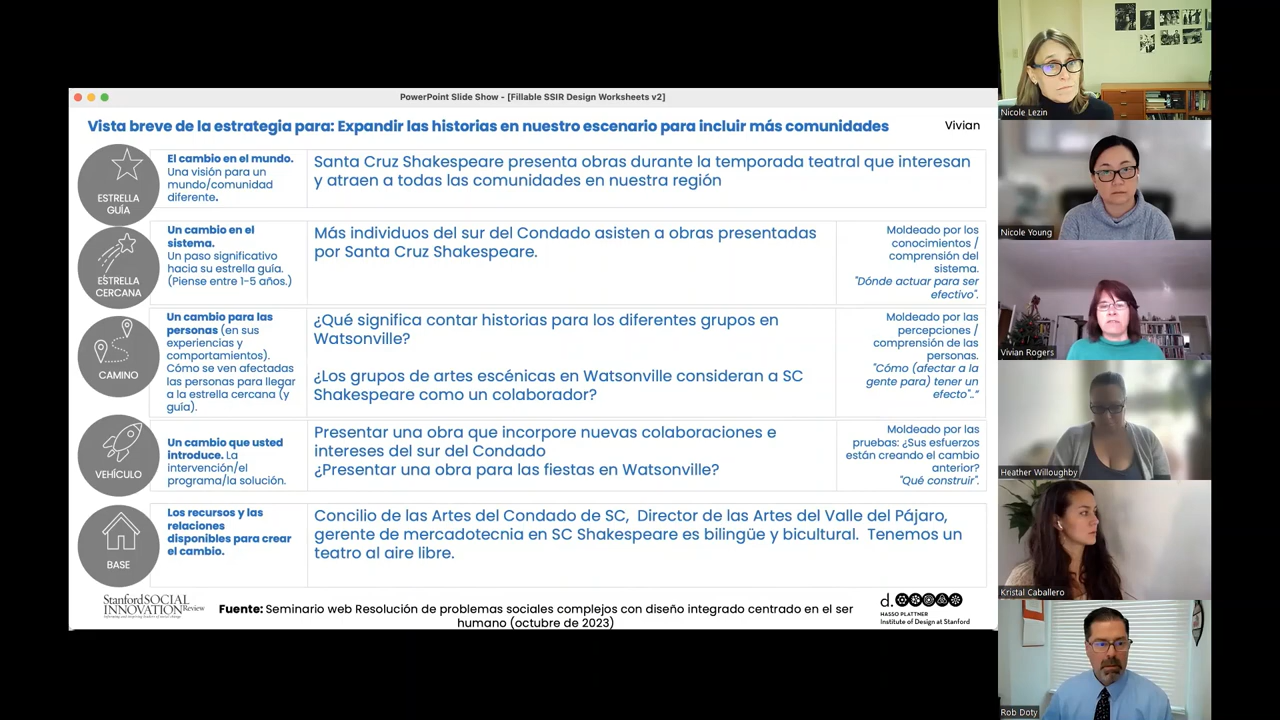 PowerPoint Slide Show - [Fillable SSIR Design Worksheets v2]
Vista breve de la estrategia para: Expandir las historias en nuestro escenario para incluir más comunidades
Vivian
ESTRELLA
GUÍA
El cambio en el mundo.
Una visión para un
mundo/comunidad
diferente.
Santa Cruz Shakespeare presenta obras durante la temporada teatral que interesan
y atraen a todas las comunidades en nuestra región
ESTRELLA
CERCANA
Un cambio en el
sistema.
Un paso significativo
hacia su estrella guía.
(Piense entre 1-5 años.)
Más individuos del sur del Condado asisten a obras presentadas
por Santa Cruz Shakespeare.
Moldeado por los
conocimientos /
comprensión del
sistema.
"Dónde actuar para ser
efectivo".
CAMINO
Un cambio para las
personas (en sus
experiencias y
comportamientos).
Cómo se ven afectadas
las personas para llegar
a la estrella cercana (y
guía).
¿Qué significa contar historias para los diferentes grupos en
Watsonville?
¿Los grupos de artes escénicas en Watsonville consideran a SC
Shakespeare como un colaborador?
Moldeado por las
percepciones /
comprensión de las
personas.
"Cómo (afectar a la
gente para) tener un
efecto"..”
VEHÍCULO
Un cambio que usted
introduce. La
intervención/el
programa/la solución.
Presentar una obra que incorpore nuevas colaboraciones e
intereses del sur del Condado
¿Presentar una obra para las fiestas en Watsonville?
Moldeado por las
pruebas: ¿Sus esfuerzos
están creando el cambio
anterior?
"Qué construir".
BASE
Los recursos y las
relaciones
disponibles para crear
el cambio.
Concilio de las Artes del Condado de SC, Director de las Artes del Valle del Pájaro,
gerente de mercadotecnia en SC Shakespeare es bilingüe y bicultural. Tenemos un
teatro al aire libre.
Stanford SOCIAL
INNOVATION Review
Informing and inspiring leaders of social change
Fuente: Seminario web Resolución de problemas sociales complejos con diseño integrado centrado en el ser
humano (octubre de 2023)
d.
HASSO PLATTNER
Institute of Design at Stanford
Nicole Lezin
Nicole Young
Vivian Rogers
Heather Willoughby
Kristal Caballero
Rob Doty